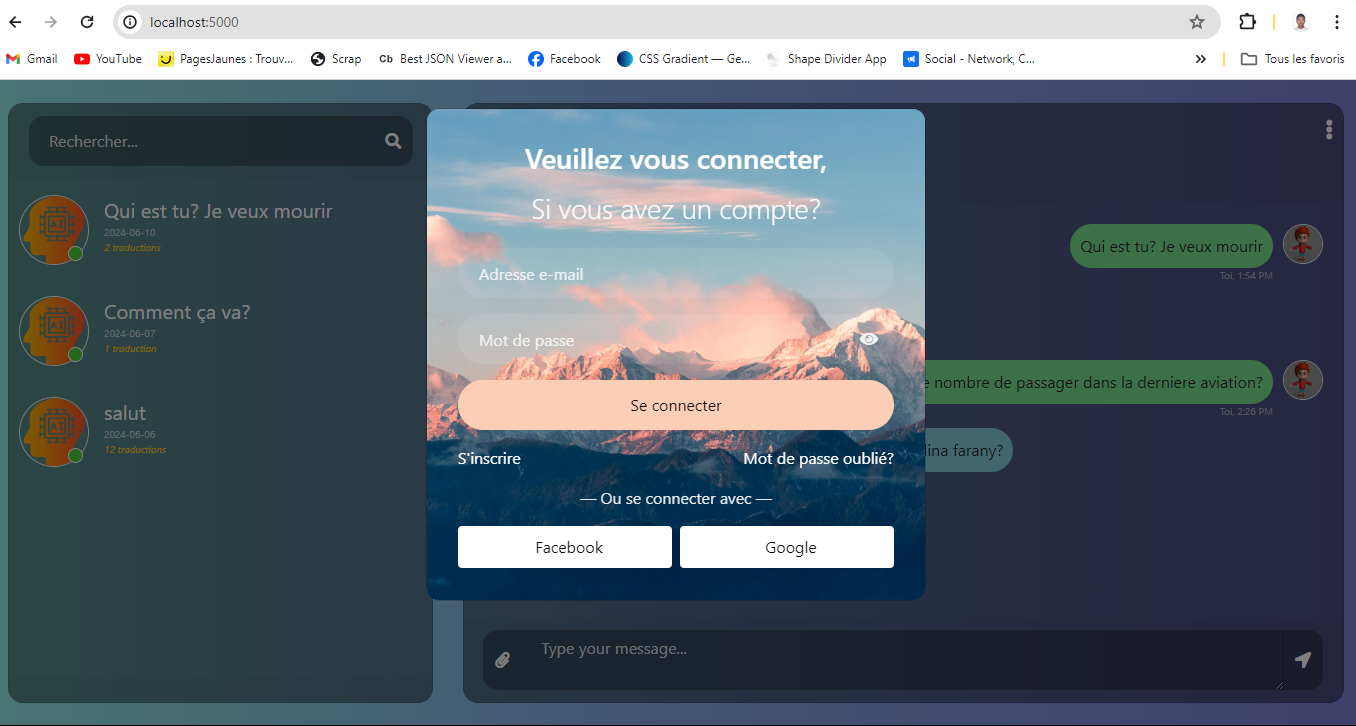 localhost:5000
Gmail
YouTube
PagesJaunes : Trouv...
Scrap
Cb Best JSON Viewer a...
Facebook
CSS Gradient — Ge...
Shape Divider App
Social - Network, C...
Tous les favoris
Rechercher...
AI
Qui est tu? Je veux mourir
2024-06-10
2 traductions
AI
Comment ça va?
2024-06-07
1 traduction
AI
salut
2024-06-06
12 traductions
Veuillez vous connecter,
Si vous avez un compte?
Adresse e-mail
Mot de passe
Se connecter
S'inscrire
Mot de passe oublié?
— Ou se connecter avec —
Facebook
Google
Qui est tu? Je veux mourir
Toi, 1:54 PM
e nombre de passager dans la derniere aviation?
Toi, 2:26 PM
lina farany?
Type your message...